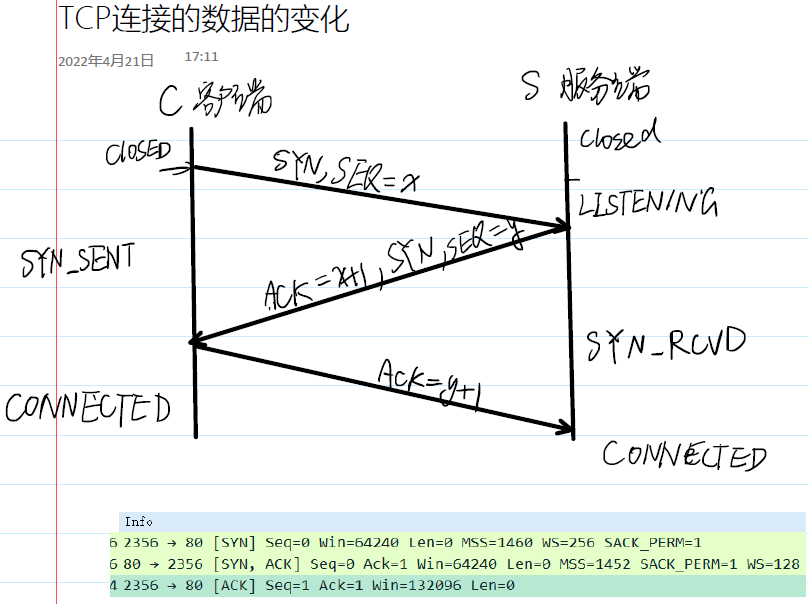 TCP连接的数据的变化
2022年4月21日 17:11
C 客户端
S 服务端
CLOSED
closed
SYN,SEQ=x
LISTENING
SYN_SENT
ACK=x+1,SYN,SEQ=y
SYN_RCVD
ACK=y+1
CONNECTED
CONNECTED
Info
6 2356 → 80 [SYN] Seq=0 Win=64240 Len=0 MSS=1460 WS=256 SACK_PERM=1
6 80 → 2356 [SYN, ACK] Seq=0 Ack=1 Win=64240 Len=0 MSS=1452 SACK_PERM=1 WS=128
4 2356 → 80 [ACK] Seq=1 Ack=1 Win=132096 Len=0